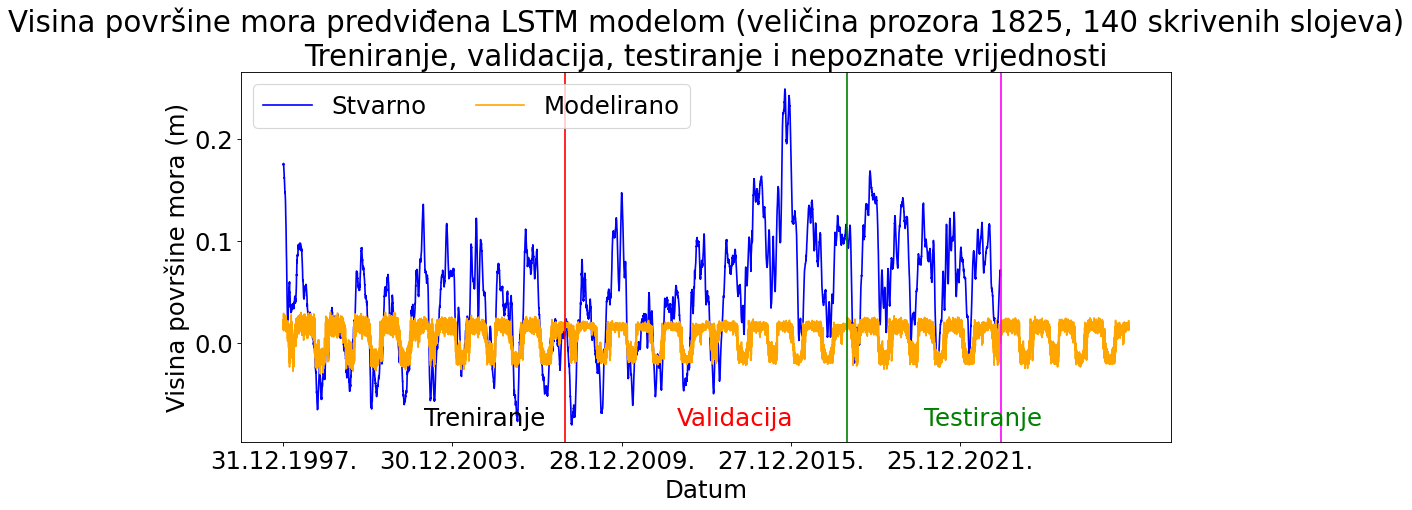 Visina površine mora predviđena LSTM modelom (veličina prozora 1825, 140 skrivenih slojeva)
Treniranje, validacija, testiranje i nepoznate vrijednosti
Stvarno Modelirano
Visina površine mora (m)
0.2
0.1
0.0
Treniranje Validacija Testiranje
31.12.1997. 30.12.2003. 28.12.2009. 27.12.2015. 25.12.2021.
Datum